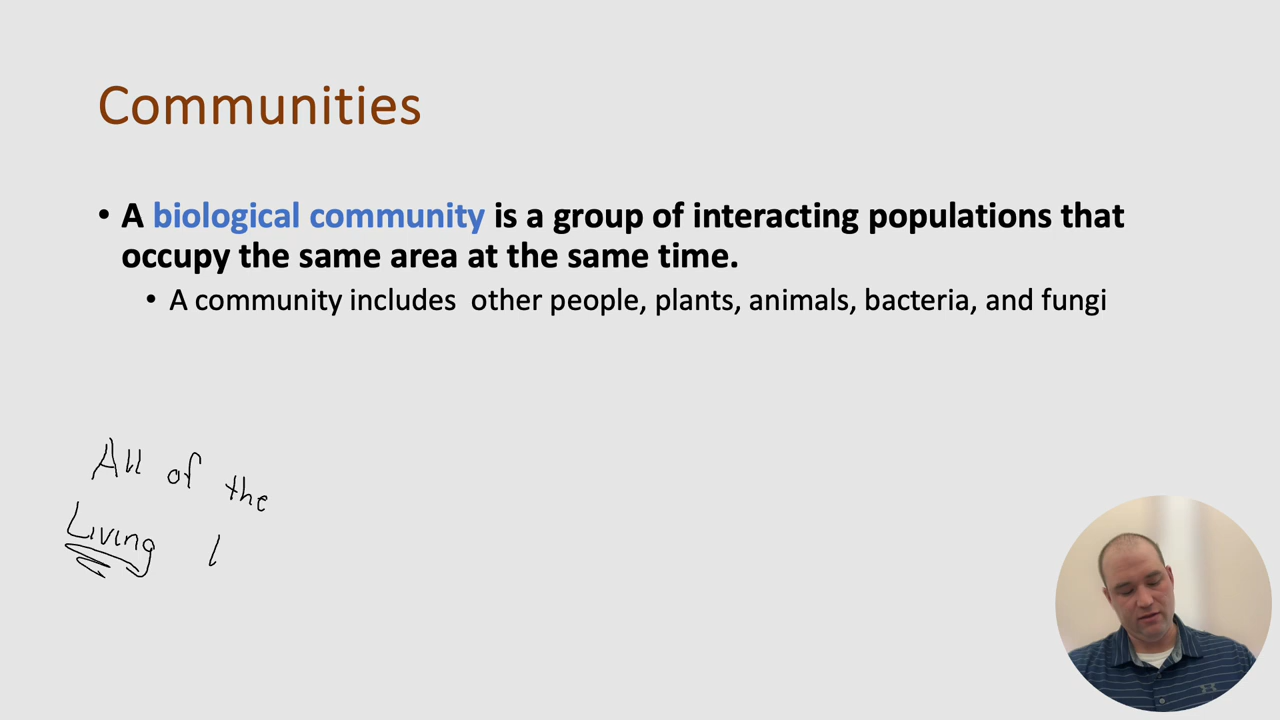 Communities
• A biological community is a group of interacting populations that
occupy the same area at the same time.
• A community includes other people, plants, animals, bacteria, and fungi
All of the
Living